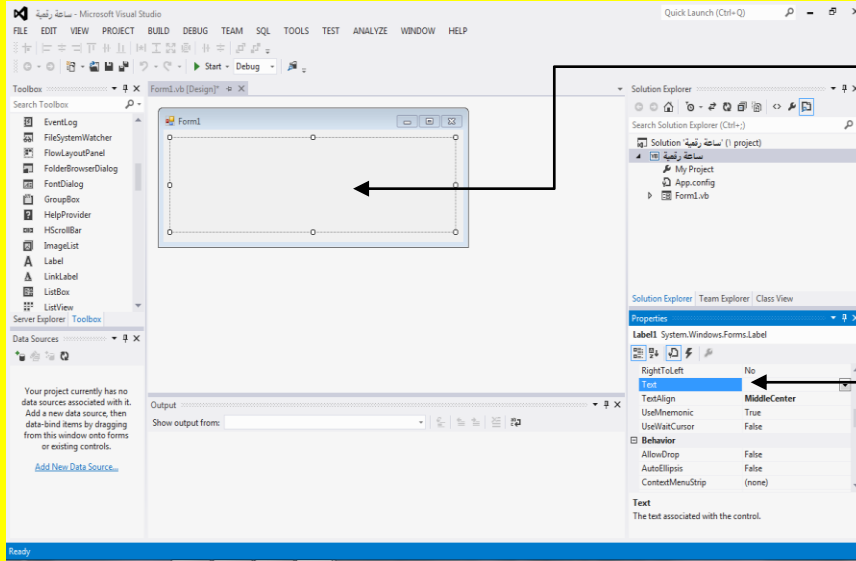 ساعة رقمية - Microsoft Visual Studio
Quick Launch (Ctrl+Q)
FILE EDIT VIEW PROJECT BUILD DEBUG TEAM SQL TOOLS TEST ANALYZE WINDOW HELP
Start Debug
Toolbox
Search Toolbox
EventLog
FileSystemWatcher
FlowLayoutPanel
FolderBrowserDialog
FontDialog
GroupBox
HelpProvider
HScrollBar
ImageList
Label
LinkLabel
ListBox
ListView
Server Explorer Toolbox
Data Sources
Your project currently has no
data sources associated with it.
Add a new data source, then
data-bind items by dragging
from this window onto forms
or existing controls.
Add New Data Source...
Form1.vb [Design]*
Form1
Output
Show output from:
Solution Explorer
Search Solution Explorer (Ctrl+;)
Solution 'ساعة رقمية' (١ project)
ساعة رقمية
My Project
App.config
Form1.vb
Solution Explorer Team Explorer Class View
Properties
Label1 System.Windows.Forms.Label
RightToLeft No
Text
TextAlign MiddleCenter
UseMnemonic True
UseWaitCursor False
Behavior
AllowDrop False
AutoEllipsis False
ContextMenuStrip (none)
Text
The text associated with the control.
Ready